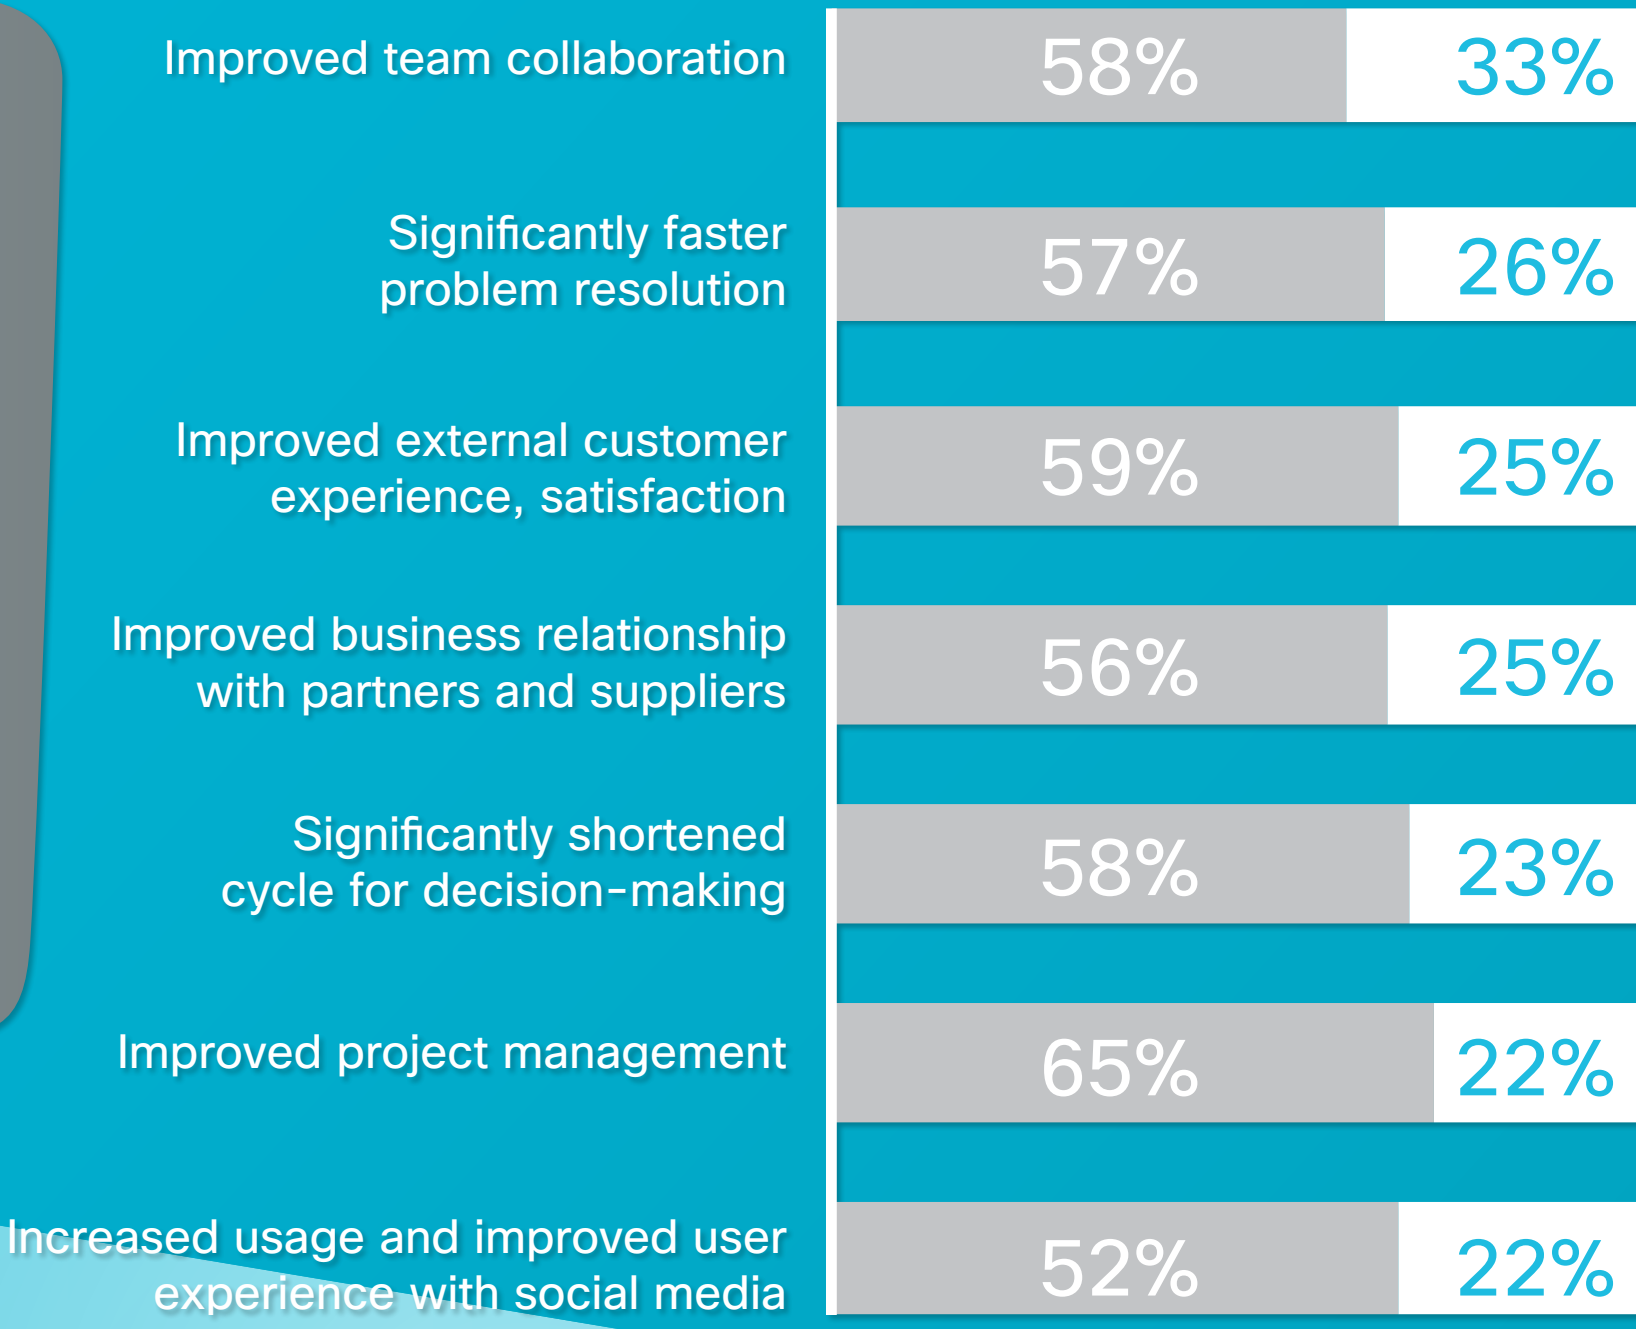 Improved team collaboration 58% 33%
Significantly faster
problem resolution 57% 26%
Improved external customer
experience, satisfaction 59% 25%
Improved business relationship
with partners and suppliers 56% 25%
Significantly shortened
cycle for decision-making 58% 23%
Improved project management 65% 22%
Increased usage and improved user
experience with social media 52% 22%